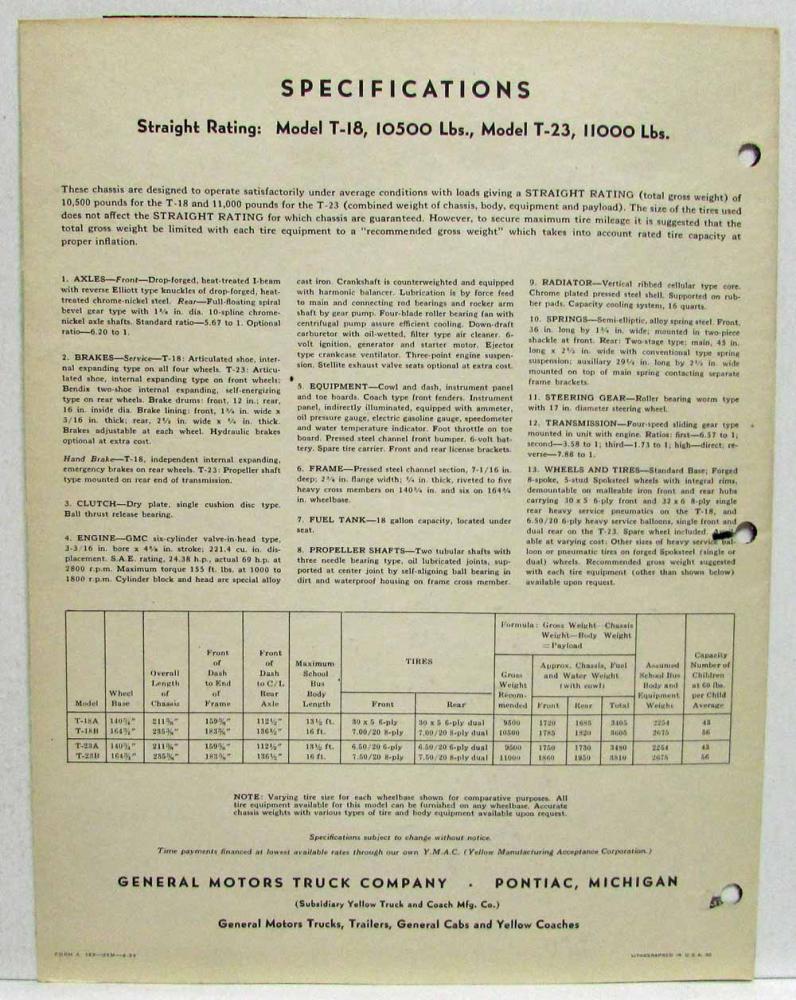 SPECIFICATIONS
Straight Rating: Model T-18, 10500 Lbs., Model T-23, 11000 Lbs.
These chassis are designed to operate satisfactorily under average conditions with loads giving a STRAIGHT RATING (total gross weight) of
10,500 pounds for the T-18 and 11,000 pounds for the T-23 (combined weight of chassis, body, equipment and payload). The size of the tires used
does not affect the STRAIGHT RATING for which chassis are guaranteed. However, to secure maximum tire mileage it is suggested that the
total gross weight be limited with each tire equipment to a "recommended gross weight" which takes into account rated tire capacity at
proper inflation.
1. AXLES—Front—Drop-forged, heat-treated I-beam
with reverse Elliott type knuckles of drop-forged, heat-
treated chrome-nickel steel. Rear—Full-floating spiral
bevel gear type with 1⅝ in. dia. 10-spline chrome-
nickel axle shafts. Standard ratio—5.67 to 1. Optional
ratio—6.20 to 1.
2. BRAKES—Service—T-18: Articulated shoe, inter-
nal expanding type on all four wheels. T-23: Articu-
lated shoe, internal expanding type on front wheels;
Bendix two-shoe internal expanding, self-energizing
type on rear wheels. Brake drums: front, 12 in.; rear,
16 in. inside dia. Brake lining: front, 1¾ in. wide x
3/16 in. thick; rear, 2½ in. wide x ¼ in. thick.
Brakes adjustable at each wheel. Hydraulic brakes
optional at extra cost.
Hand Brake—T-18, independent internal expanding,
emergency brakes on rear wheels. T-23: Propeller shaft
type mounted on rear end of transmission.
3. CLUTCH—Dry plate, single cushion disc type.
Ball thrust release bearing.
4. ENGINE—GMC six-cylinder valve-in-head type,
3-3/16 in. bore x 4⅝ in. stroke; 221.4 cu. in. dis-
placement. S.A.E. rating, 24.38 h.p., actual 69 h.p. at
2800 r.p.m. Maximum torque 155 ft. lbs. at 1000 to
1800 r.p.m. Cylinder block and head are special alloy
cast iron. Crankshaft is counterweighted and equipped
with harmonic balancer. Lubrication is by force feed
to main and connecting rod bearings and rocker arm
shaft by gear pump. Four-blade roller bearing fan with
centrifugal pump assure efficient cooling. Down-draft
carburetor with oil-wetted, filter type air cleaner. 6-
volt ignition, generator and starter motor. Ejector
type crankcase ventilator. Three-point engine suspen-
sion. Stellite exhaust valve seats optional at extra cost.
5. EQUIPMENT—Cowl and dash, instrument panel
and toe boards. Coach type front fenders. Instrument
panel, indirectly illuminated, equipped with ammeter,
oil pressure gauge, electric gasoline gauge, speedometer
and water temperature indicator. Foot throttle on toe
board. Pressed steel channel front bumper. 6-volt bat-
tery. Spare tire carrier. Front and rear license brackets.
6. FRAME—Pressed steel channel section, 7-1/16 in.
deep; 2¾ in. flange width; ¼ in. thick, riveted to five
heavy cross members on 140¾ in. and six on 164¾
in. wheelbase.
7. FUEL TANK—18 gallon capacity, located under
seat.
8. PROPELLER SHAFTS—Two tubular shafts with
three needle bearing type, oil lubricated joints, sup-
ported at center joint by self-aligning ball bearing in
dirt and waterproof housing on frame cross member.
9. RADIATOR—Vertical ribbed cellular type core.
Chrome plated pressed steel shell. Supported on rub-
ber pads. Capacity cooling system, 16 quarts.
10. SPRINGS—Semi-elliptic, alloy spring steel. Front,
36 in. long by 1¾ in. wide; mounted in two-piece
shackle at front. Rear: Two-stage type; main, 45 in.
long x 2½ in. wide with conventional type spring
suspension; auxiliary 29¼ in. long by 2½ in. wide
mounted on top of main spring contacting separate
frame brackets.
11. STEERING GEAR—Roller bearing worm type
with 17 in. diameter steering wheel.
12. TRANSMISSION—Four-speed sliding gear type
mounted in unit with engine. Ratios: first—6.57 to 1;
second—3.58 to 1; third—1.73 to 1; high—direct; re-
verse—7.86 to 1.
13. WHEELS AND TIRES—Standard Base; Forged
8-spoke, 5-stud Spoksteel wheels with integral rims,
demountable on malleable iron front and rear hubs
carrying 30 x 5 6-ply front and 32 x 6 8-ply single
rear heavy service pneumatics on the T-18, and
6.50/20 6-ply heavy service balloons, single front and
dual rear on the T-23. Spare wheel included.
able at varying cost: Other sizes of heavy service bal-
loon or pneumatic tires on forged Spoksteel (single or
dual) wheels. Recommended gross weight suggested
with each tire equipment (other than shown below)
available upon request.
Model Wheel Base Overall Length of Chassis Front of Dash to End of Frame Front of Dash to C/L Rear Axle Maximum School Bus Body Length TIRES Front Rear Formula: Gross Weight—Chassis Weight—Body Weight = Payload Gross Weight Recom-mended Approx. Chassis, Fuel and Water Weight (with cowl) Front Rear Total Assumed School Bus Body and Equipment Weight Capacity Number of Children at 60 lbs. per Child Average
T-18A 140¾" 211⅝" 159⅝" 112½" 13½ ft. 30 x 5 6-ply 30 x 5 6-ply dual 9500 1720 1685 3405 2254 43
T-18B 164¾" 235⅝" 183⅝" 136½" 16 ft. 7.00/20 8-ply 7.00/20 8-ply dual 10500 1785 1820 3605 2675 56
T-23A 140¾" 211⅝" 159⅝" 112½" 13½ ft. 6.50/20 6-ply 6.50/20 6-ply dual 9500 1750 1730 3480 2254 43
T-23B 164¾" 235⅝" 183⅝" 136½" 16 ft. 7.50/20 8-ply 7.50/20 8-ply dual 11000 1860 1950 3810 2675 56
NOTE: Varying tire size for each wheelbase shown for comparative purposes. All
tire equipment available for this model can be furnished on any wheelbase. Accurate
chassis weights with various types of tire and body equipment available upon request.
Specifications subject to change without notice.
Time payments financed at lowest available rates through our own Y.M.A.C. (Yellow Manufacturing Acceptance Corporation.)
GENERAL MOTORS TRUCK COMPANY · PONTIAC, MICHIGAN
(Subsidiary Yellow Truck and Coach Mfg. Co.)
General Motors Trucks, Trailers, General Cabs and Yellow Coaches
LITHOGRAPHED IN U.S.A.